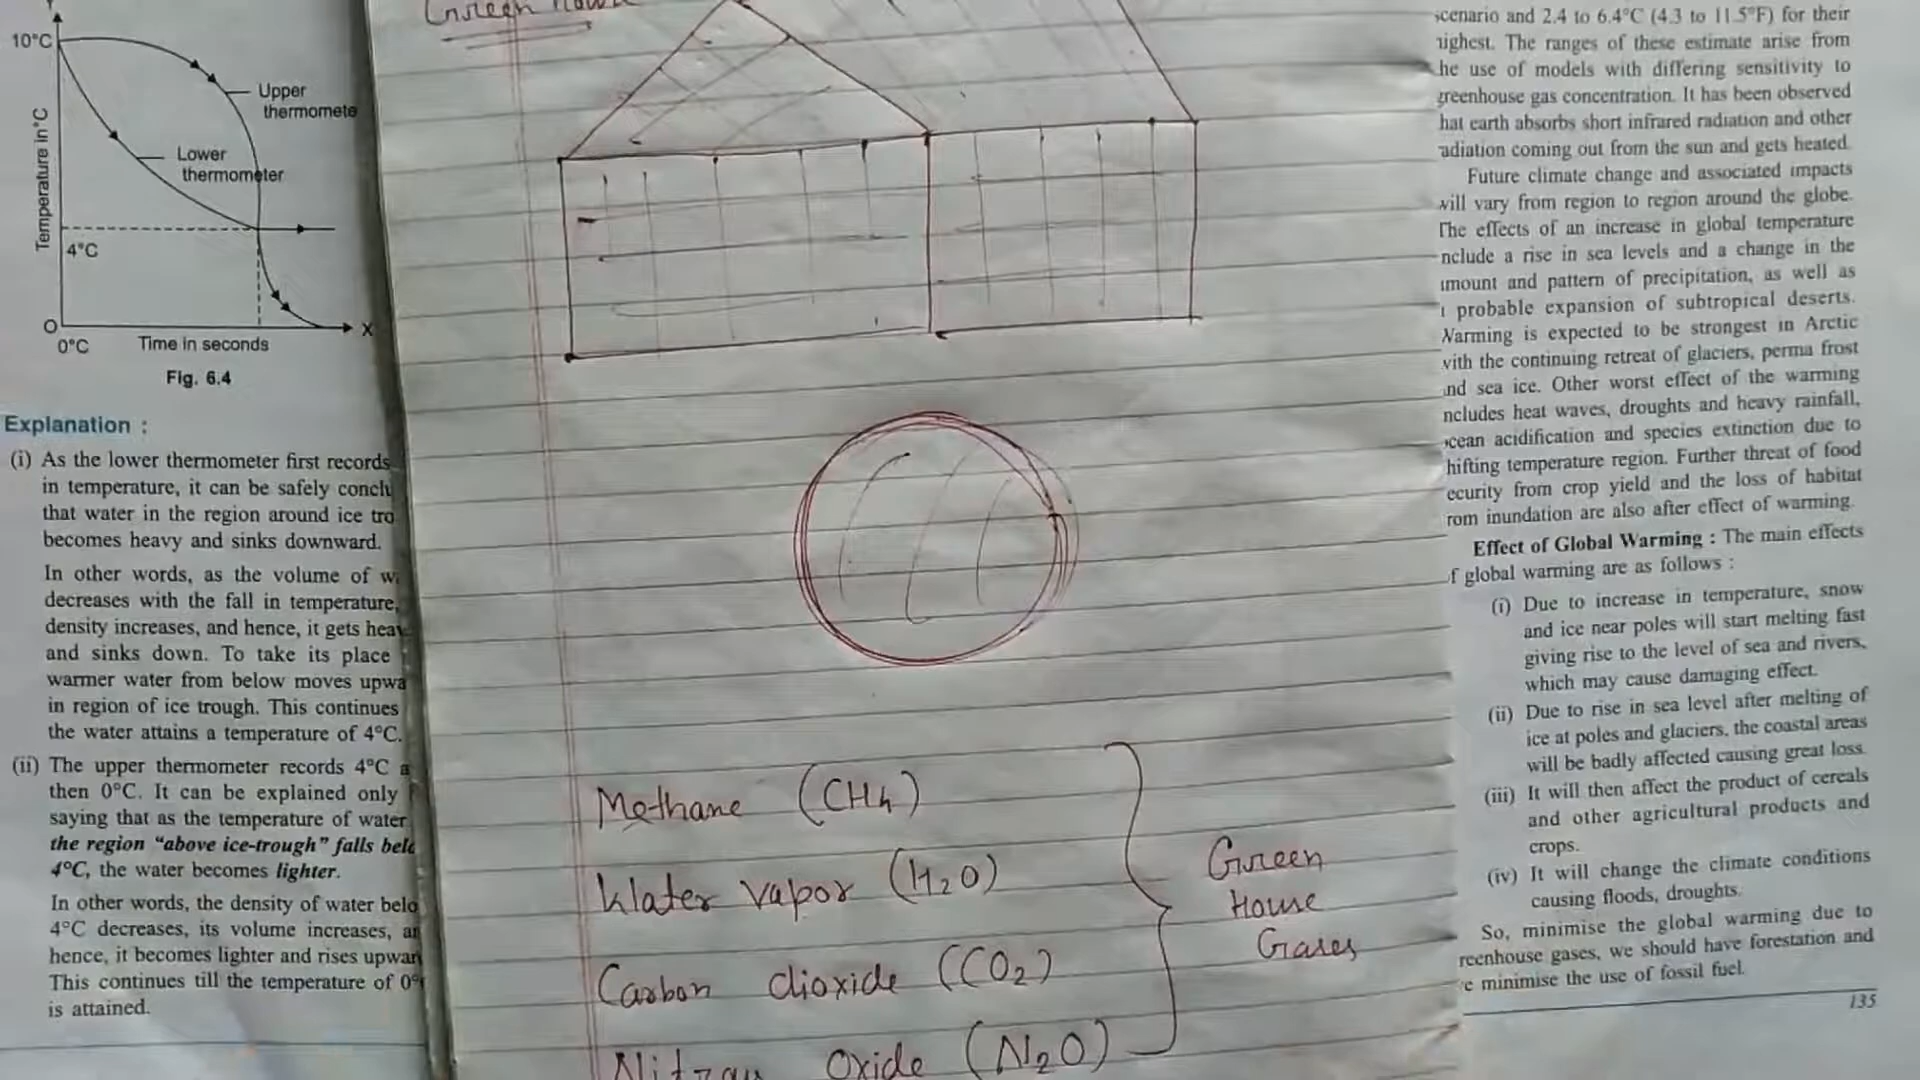 Y
10°C
Upper
thermomete
Lower
thermometer
Temperature in°C
4°C
O
X
0°C
Time in seconds
Fig. 6.4
Explanation :
(i) As the lower thermometer first records
in temperature, it can be safely
that water in the region around ice
becomes heavy and sinks downward.
In other words, as the volume of
decreases with the fall in temperature,
density increases, and hence, it gets
and sinks down. To take its place
warmer water from below moves
in region of ice trough. This continues
the water attains a temperature of 4°C.
(ii) The upper thermometer records 4°C
then 0°C. It can be explained only
saying that as the temperature of water
the region “above ice-trough” falls
4°C, the water becomes lighter.
In other words, the density of water belo
4°C decreases, its volume increases,
hence, it becomes lighter and rises
This continues till the temperature of 0°
is attained.
Green
Methane (CH4)
Water vapor (H2O)
Carbon dioxide (CO2)
Oxide (N2O)
Green
House
Gases
scenario and 2.4 to 6.4°C (4.3 to 11.5°F) for their
highest. The ranges of these estimate arise from
he use of models with differing sensitivity to
greenhouse gas concentration. It has been observed
hat earth absorbs short infrared radiation and other
adiation coming out from the sun and gets heated.
Future climate change and associated impacts
will vary from region to region around the globe.
The effects of an increase in global temperature
nclude a rise in sea levels and a change in the
mount and pattern of precipitation, as well as
probable expansion of subtropical deserts.
Warming is expected to be strongest in Arctic
with the continuing retreat of glaciers, perma frost
nd sea ice. Other worst effect of the warming
ncludes heat waves, droughts and heavy rainfall,
ocean acidification and species extinction due to
hifting temperature region. Further threat of food
ecurity from crop yield and the loss of habitat
rom inundation are also after effect of warming.
Effect of Global Warming : The main effects
f global warming are as follows :
(i) Due to increase in temperature, snow
and ice near poles will start melting fast
giving rise to the level of sea and rivers,
which may cause damaging effect.
(ii) Due to rise in sea level after melting of
ice at poles and glaciers, the coastal areas
will be badly affected causing great loss.
(iii) It will then affect the product of cereals
and other agricultural products and
crops.
(iv) It will change the climate conditions
causing floods, droughts.
So, minimise the global warming due to
reenhouse gases, we should have forestation and
e minimise the use of fossil fuel.
135